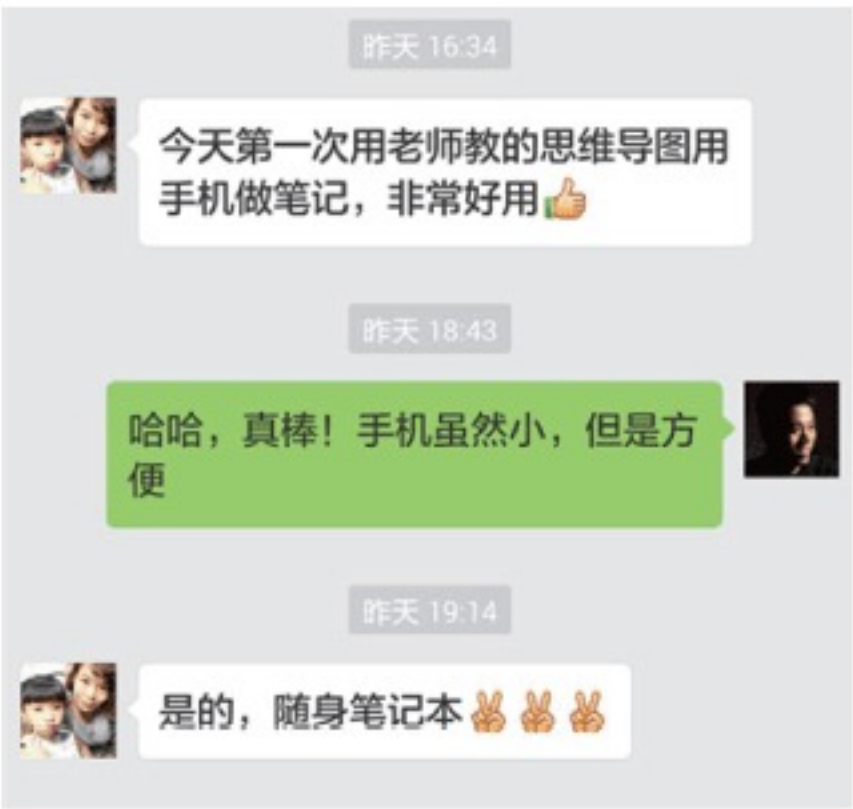 昨天 16:34
今天第一次用老师教的思维导图用
手机做笔记，非常好用👍
昨天 18:43
哈哈，真棒！手机虽然小，但是方
便
昨天 19:14
是的，随身笔记本✌✌✌